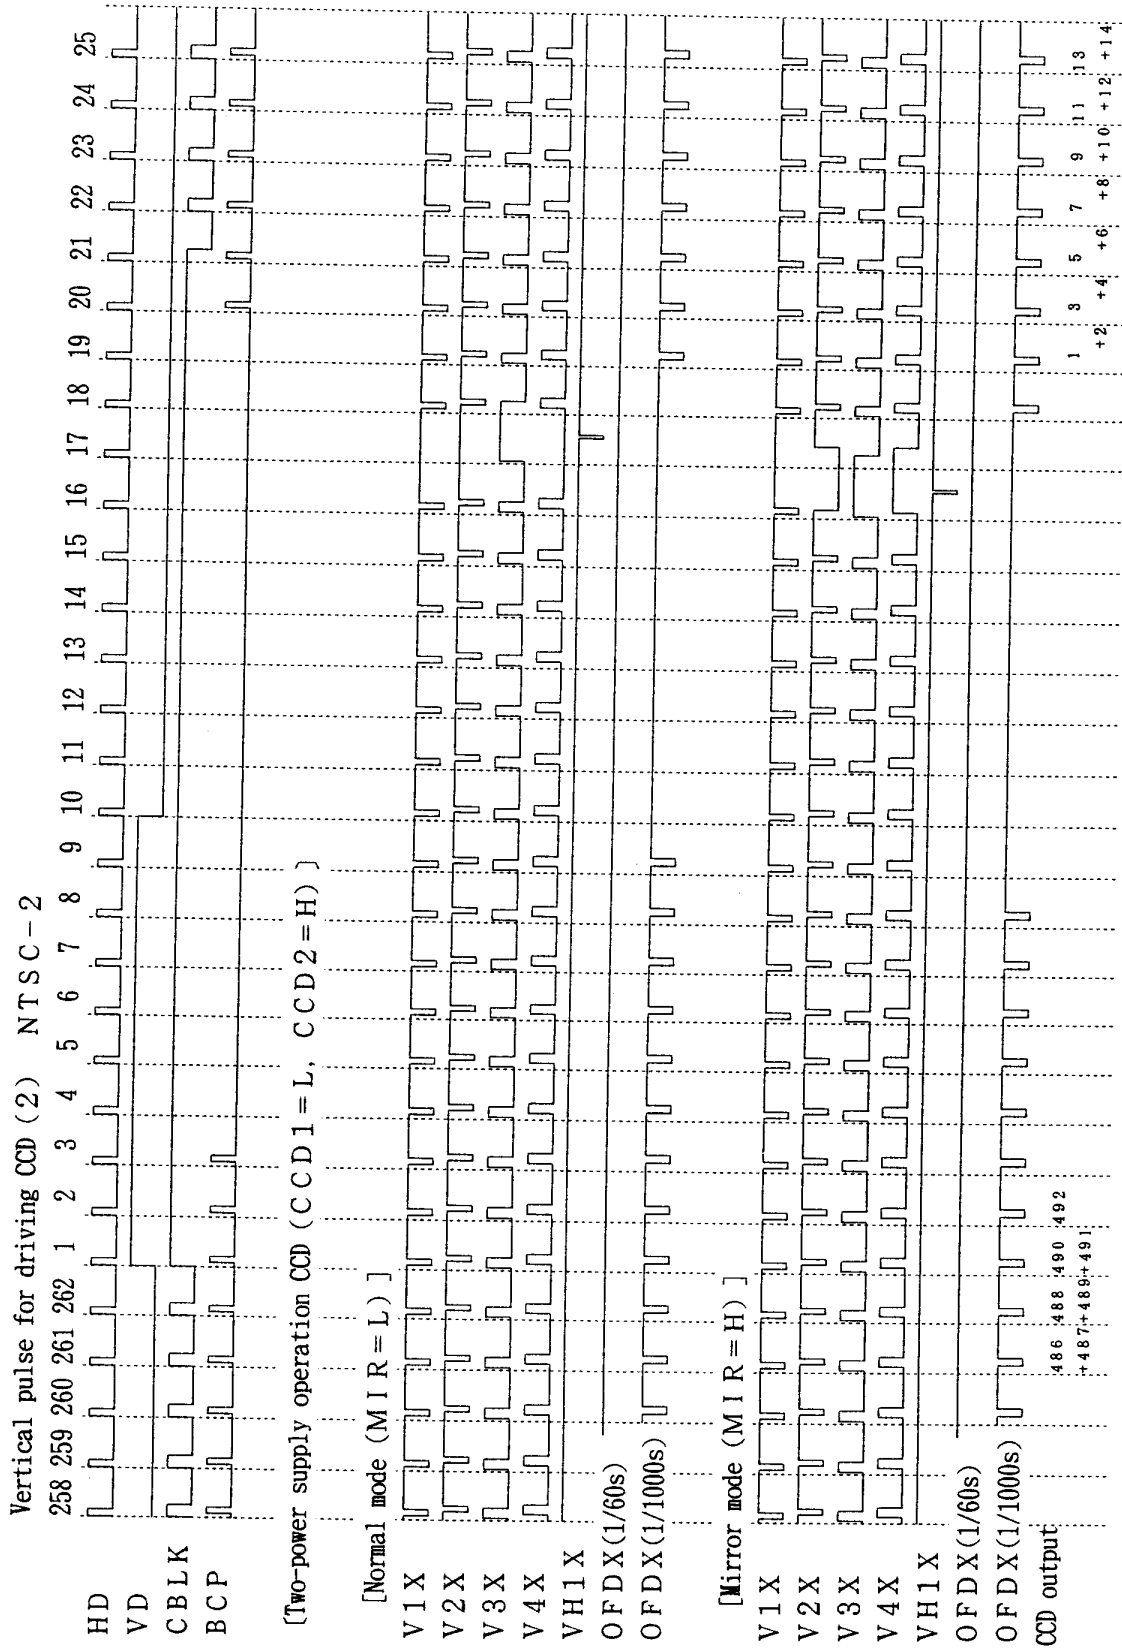 Vertical pulse for driving CCD (2) NTSC-2
258 259 260 261 262 1 2 3 4 5 6 7 8 9 10 11 12 13 14 15 16 17 18 19 20 21 22 23 24 25
HD
VD
CBLK
BCP
[Two-power supply operation CCD (CCD1=L, CCD2=H)]
[Normal mode (MIR=L)]
V1X
V2X
V3X
V4X
VH1X
OFDX(1/60s)
OFDX(1/1000s)
[Mirror mode (MIR=H)]
V1X
V2X
V3X
V4X
VH1X
OFDX(1/60s)
OFDX(1/1000s)
CCD output
486 488 490 492 1 3 5 7 9 11 13
+487+489+491 +2 +4 +6 +8 +10 +12 +14